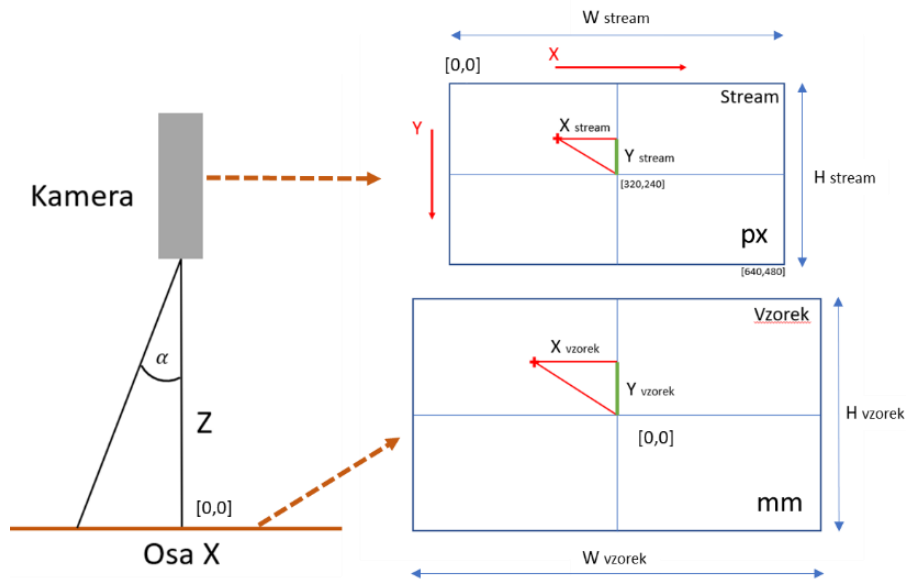 W stream
X
[0,0]
Stream
Y
X stream
Y stream
[320,240]
H stream
px
[640,480]
Kamera
α
Z
[0,0]
Osa X
Vzorek
X vzorek
Y vzorek
H vzorek
[0,0]
mm
W vzorek